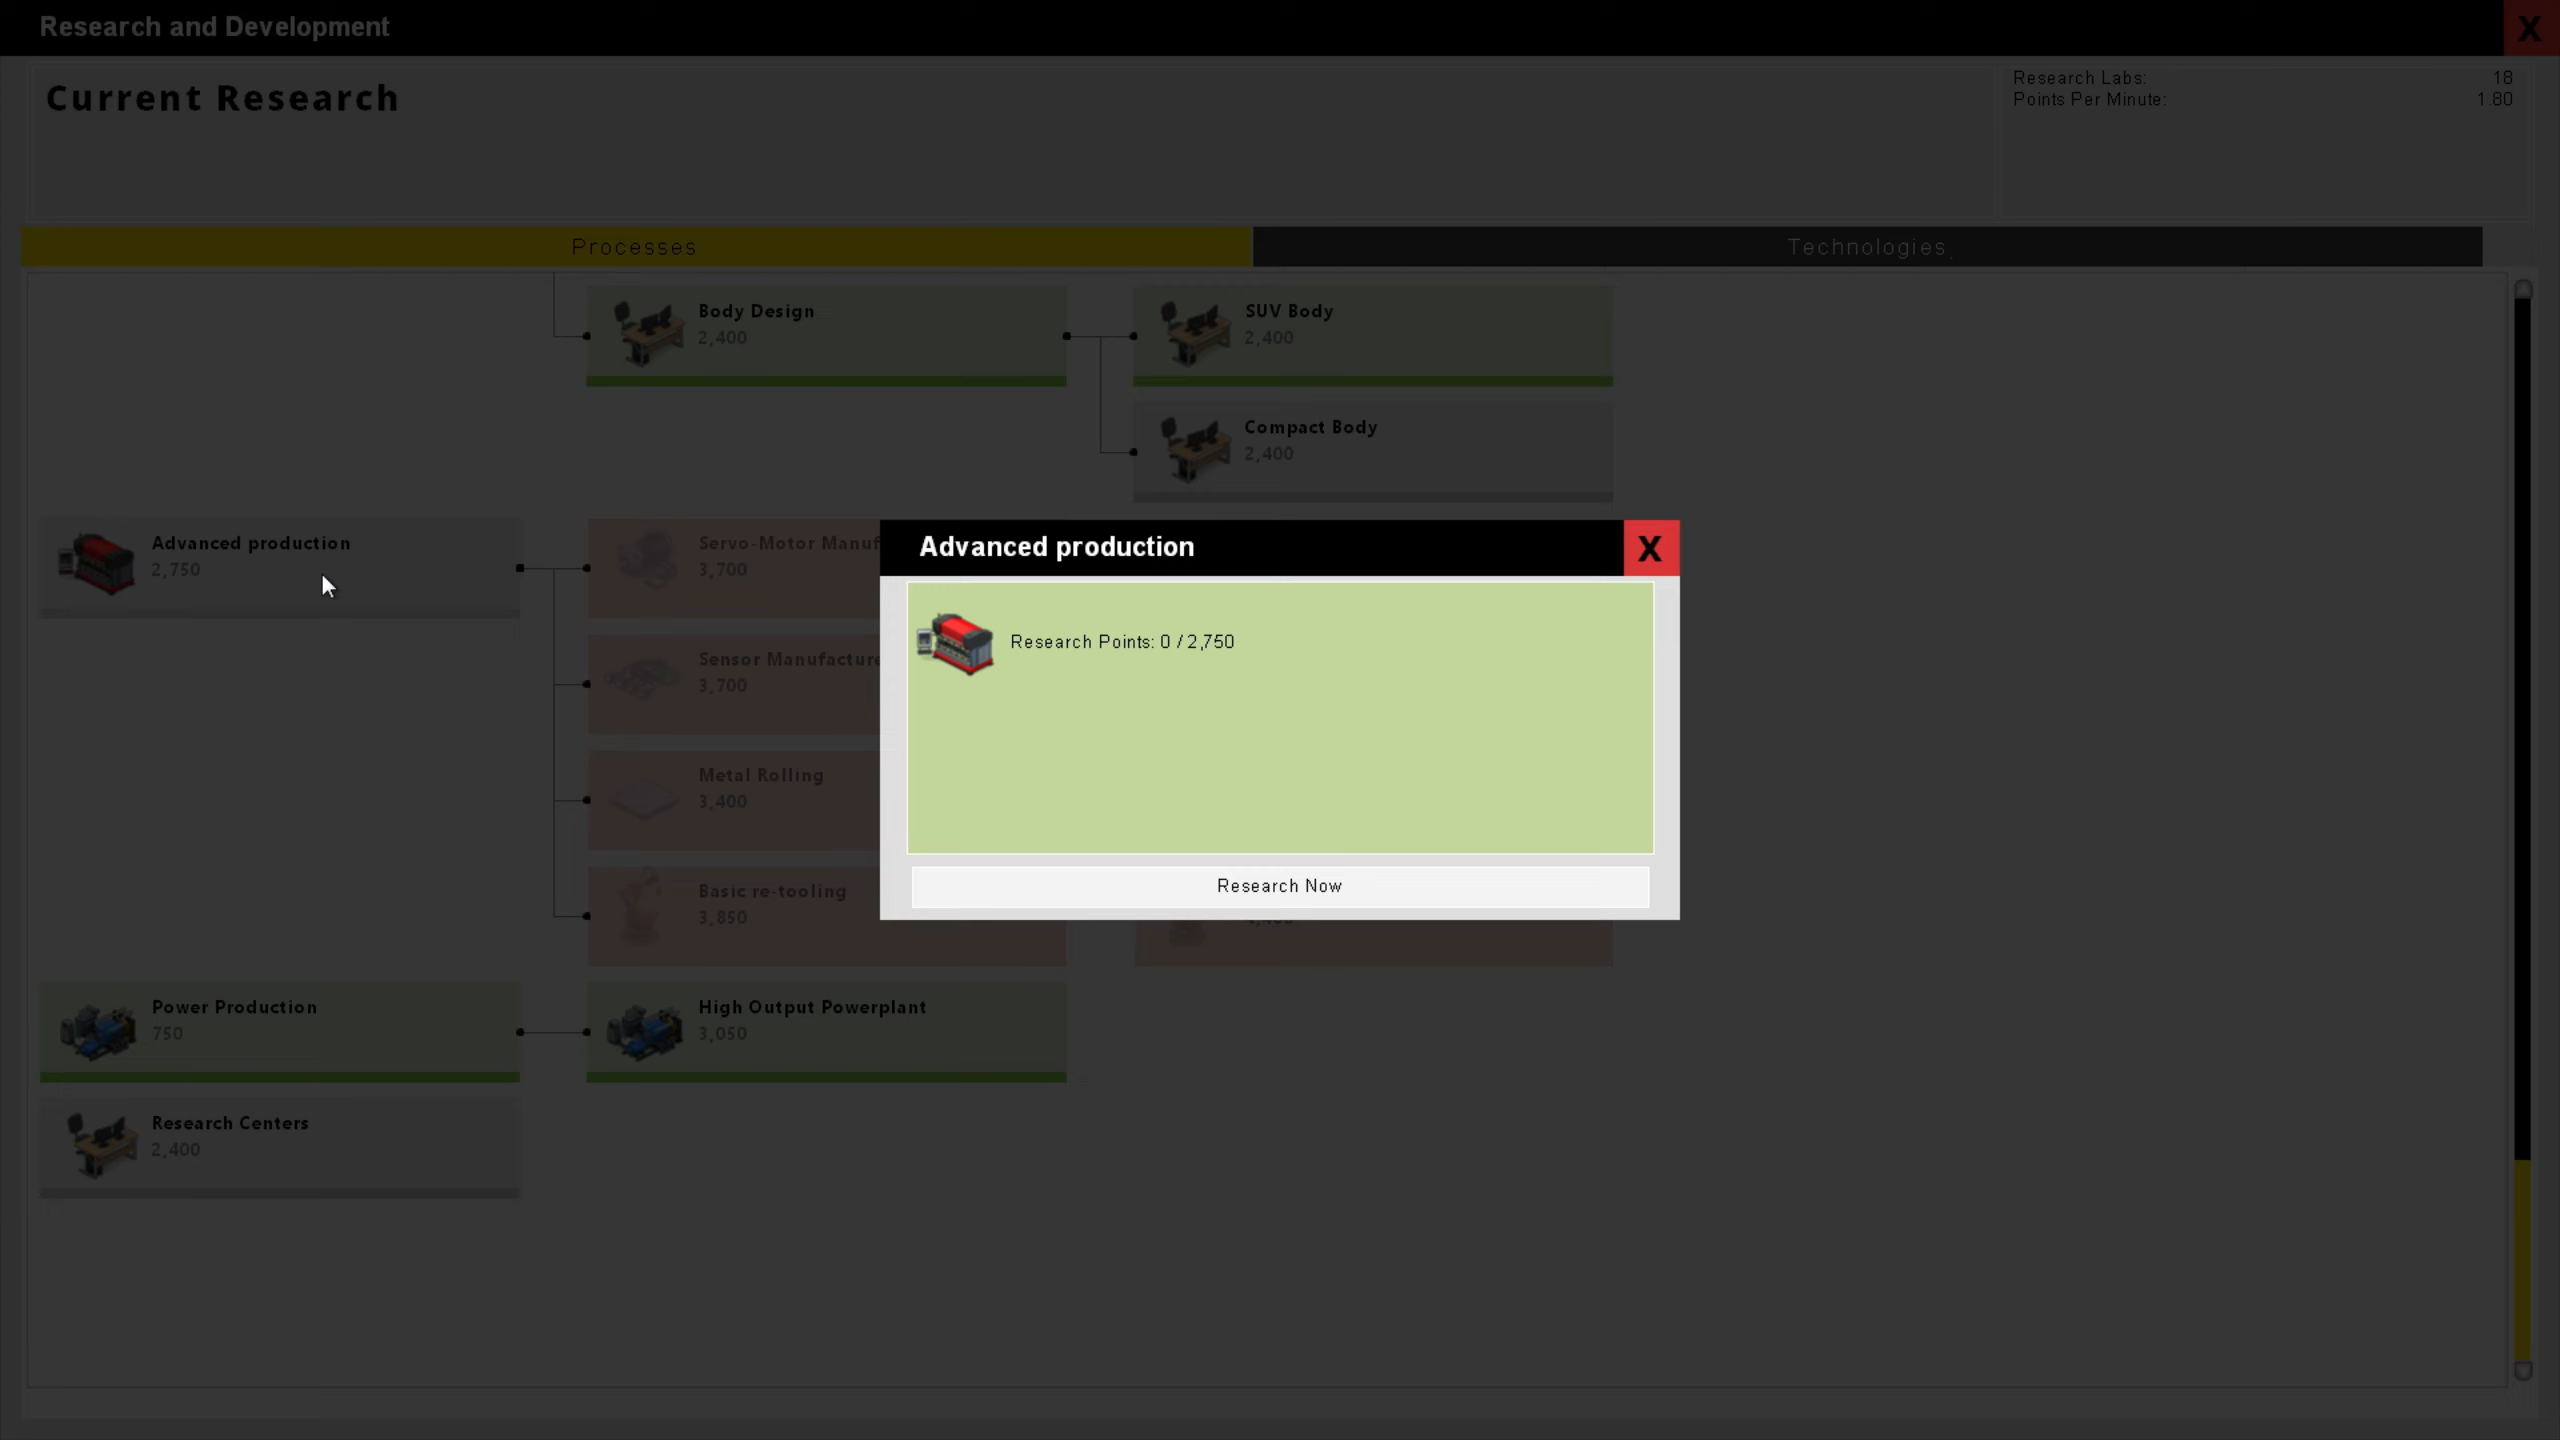 Research and Development
X
Current Research
Research Labs: 18
Points Per Minute: 1.80
Processes
Technologies
Body Design
2,400
SUV Body
2,400
Compact Body
2,400
Advanced production
2,750
Servo-Motor Manuf
3,700
Sensor Manufacture
3,700
Metal Rolling
3,400
Basic re-tooling
3,850
Advanced production
X
Research Points: 0 / 2,750
Research Now
Power Production
750
High Output Powerplant
3,050
Research Centers
2,400